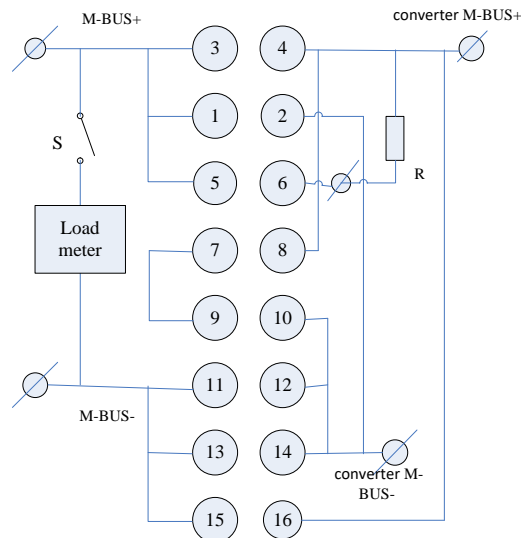 M-BUS+
converter M-BUS+
3
4
1
2
S
5
6
R
Load
meter
7
8
9
10
11
12
M-BUS-
13
14
converter M-
BUS-
15
16